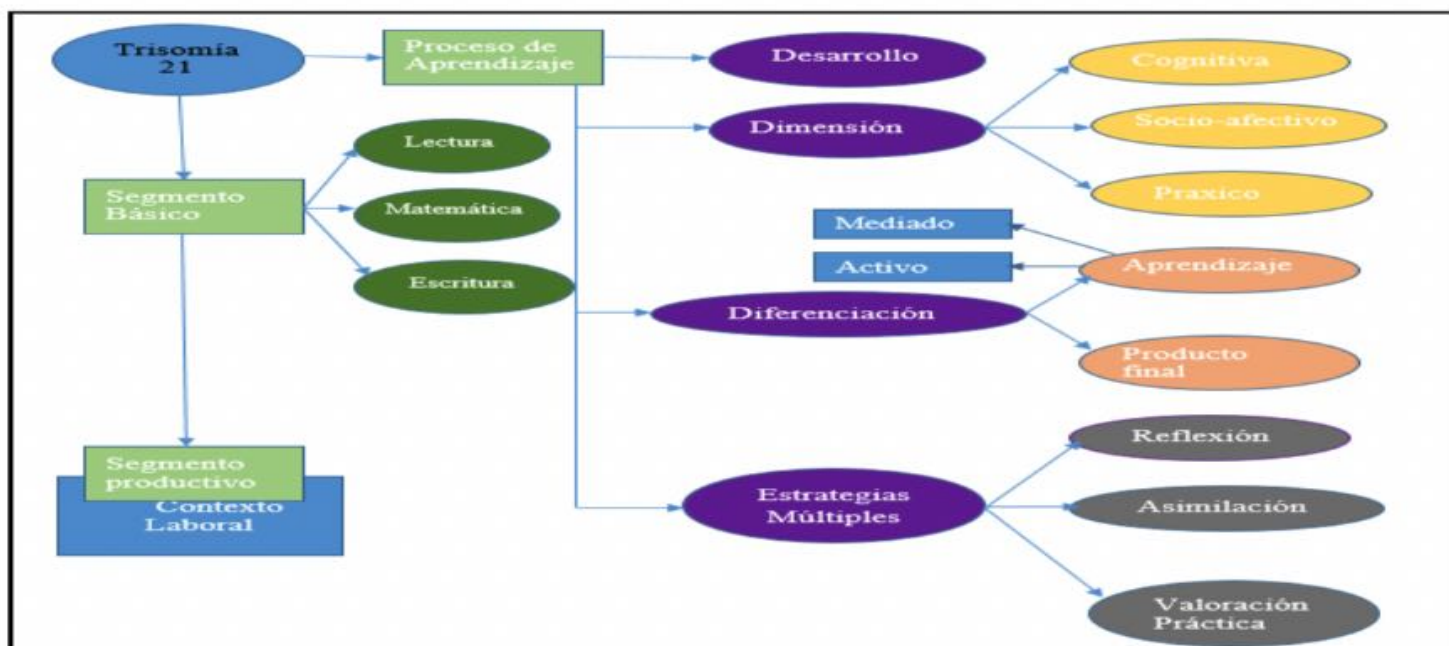 Trisomía
21
Proceso de
Aprendizaje
Desarrollo
Cognitiva
Dimensión
Socio-afectivo
Praxico
Lectura
Segmento
Básico
Matemática
Escritura
Mediado
Activo
Aprendizaje
Diferenciación
Producto
final
Segmento
productivo
Contexto
Laboral
Estrategias
Múltiples
Reflexión
Asimilación
Valoración
Práctica